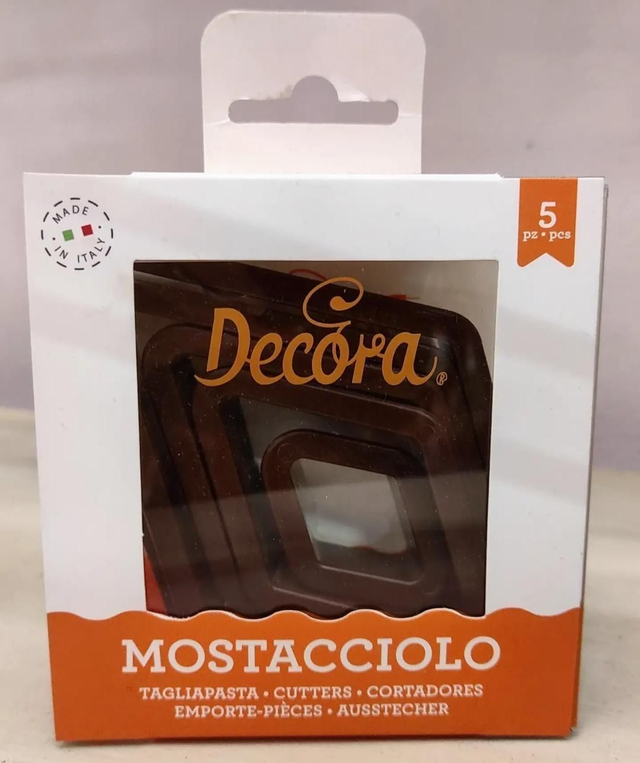 MADE
IN ITALY
5
pz • pcs
Decora®
MOSTACCIOLO
TAGLIAPASTA • CUTTERS • CORTADORES
EMPORTE-PIÈCES • AUSSTECHER